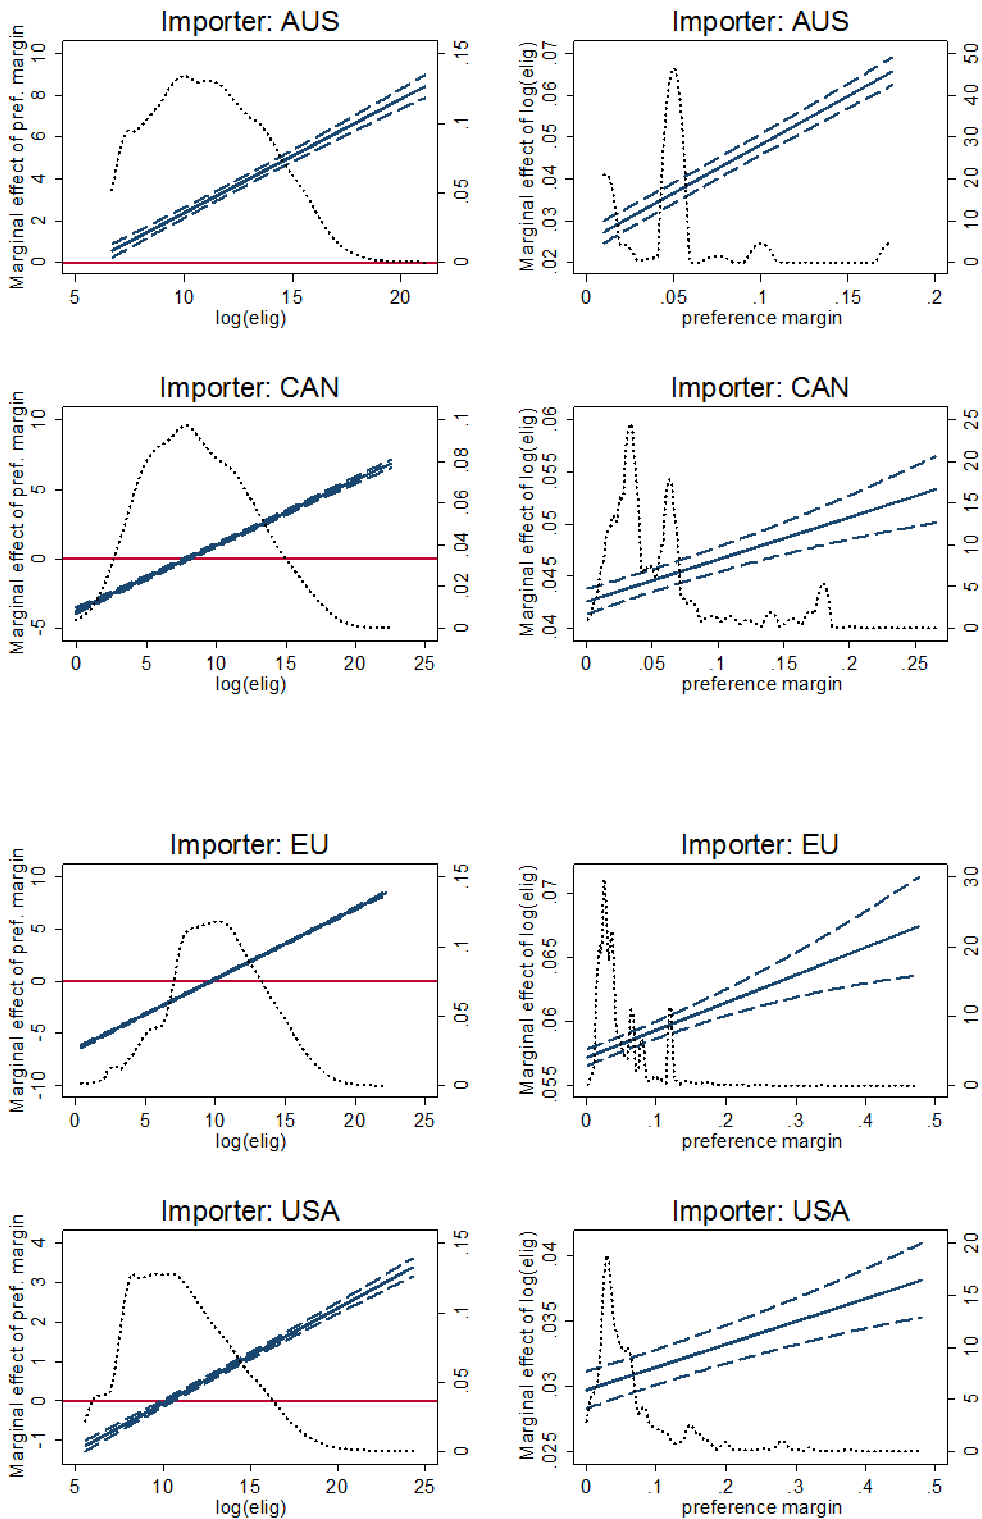 Importer: AUS
Marginal effect of pref. margin
0 2 4 6 8 10
0 .05 .1 .15
5 10 15 20
log(elig)
Importer: AUS
Marginal effect of log(elig)
.02 .03 .04 .05 .06 .07
0 10 20 30 40 50
0 .05 .1 .15 .2
preference margin
Importer: CAN
Marginal effect of pref. margin
-5 0 5 10
0 .02 .04 .06 .08 .1
0 5 10 15 20 25
log(elig)
Importer: CAN
Marginal effect of log(elig)
.04 .045 .05 .055 .06
0 5 10 15 20 25
0 .05 .1 .15 .2 .25
preference margin
Importer: EU
Marginal effect of pref. margin
-10 -5 0 5 10
0 .05 .1 .15
0 5 10 15 20 25
log(elig)
Importer: EU
Marginal effect of log(elig)
.055 .06 .065 .07
0 10 20 30
0 .1 .2 .3 .4 .5
preference margin
Importer: USA
Marginal effect of pref. margin
-1 0 1 2 3 4
0 .05 .1 .15
5 10 15 20 25
log(elig)
Importer: USA
Marginal effect of log(elig)
.025 .03 .035 .04
0 5 10 15 20
0 .1 .2 .3 .4 .5
preference margin